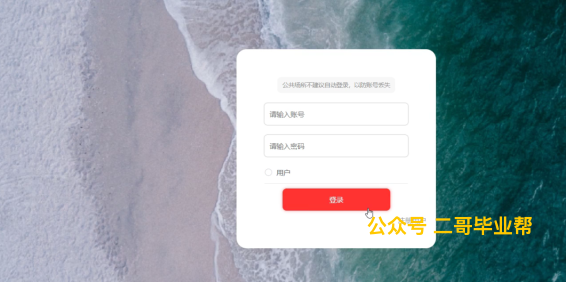 公共场所不建议自动登录，以防账号丢失
请输入账号
请输入密码
用户
登录
公众号 二哥毕业帮